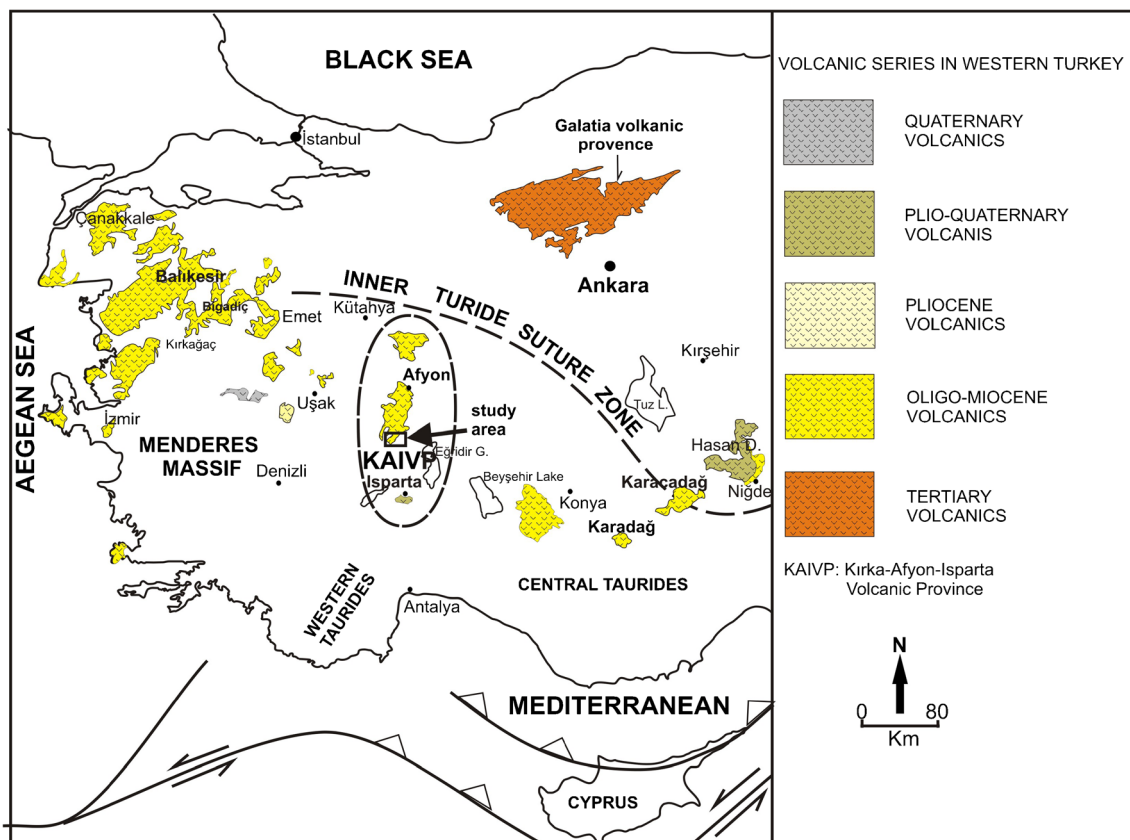 BLACK SEA
İstanbul
Galatia volkanic
provence
Çanakkale
Ankara
Balıkesir
Bigadiç
Emet
Kırkağaç
INNER TURIDE SUTURE ZONE
Kütahya
AEGEAN SEA
Afyon
Kırşehir
Tuz L.
Uşak
study
area
İzmir
MENDERES
MASSIF
KAIVP
Eğridir G.
Hasan D.
Denizli
Isparta
Beyşehir Lake
Konya
Karaçadağ
Niğde
Karadağ
WESTERN
TAURIDES
CENTRAL TAURIDES
Antalya
MEDITERRANEAN
CYPRUS
VOLCANIC SERIES IN WESTERN TURKEY
QUATERNARY
VOLCANICS
PLIO-QUATERNARY
VOLCANIS
PLIOCENE
VOLCANICS
OLIGO-MIOCENE
VOLCANICS
TERTIARY
VOLCANICS
KAIVP: Kırka-Afyon-Isparta
Volcanic Province
N
0 80
Km